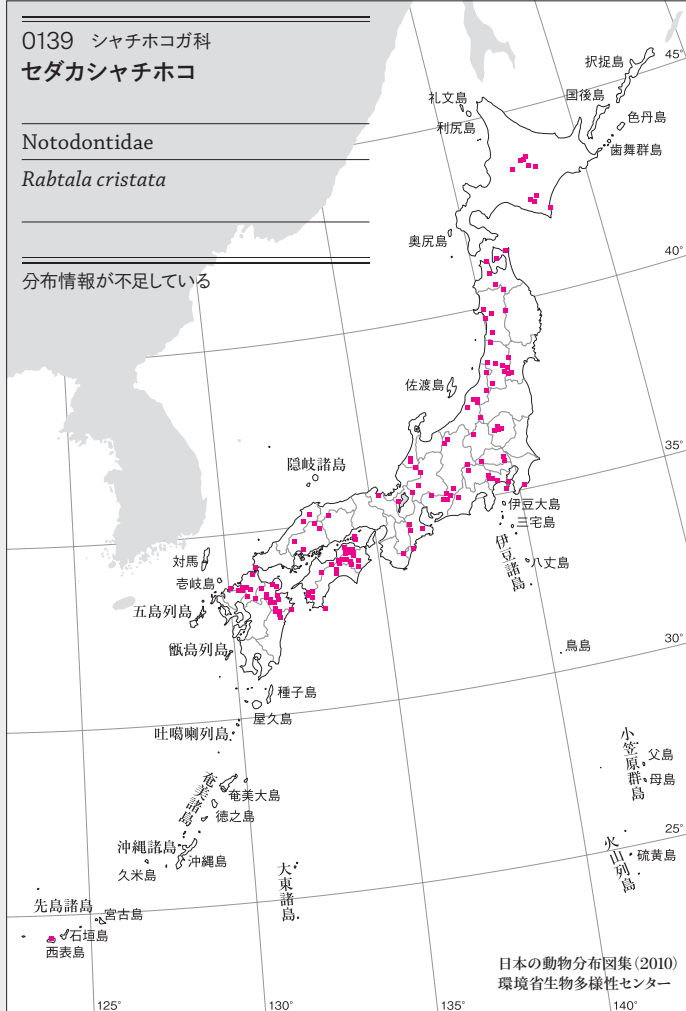 0139 シャチホコガ科
セダカシャチホコ
Notodontidae
Rabtala cristata
分布情報が不足している
択捉島
45°
礼文島
国後島
色丹島
利尻島
歯舞群島
奥尻島
40°
佐渡島
35°
隠岐諸島
伊豆大島
三宅島
伊豆諸島
八丈島
対馬
壱岐島
五島列島
甑島列島
鳥島
30°
種子島
屋久島
吐噶喇列島
小笠原群島
父島
母島
奄美諸島
奄美大島
徳之島
25°
沖縄諸島
沖縄島
久米島
火山列島
硫黄島
大東諸島
先島諸島
宮古島
石垣島
西表島
日本の動物分布図集(2010)
環境省生物多様性センター
125°
130°
135°
140°